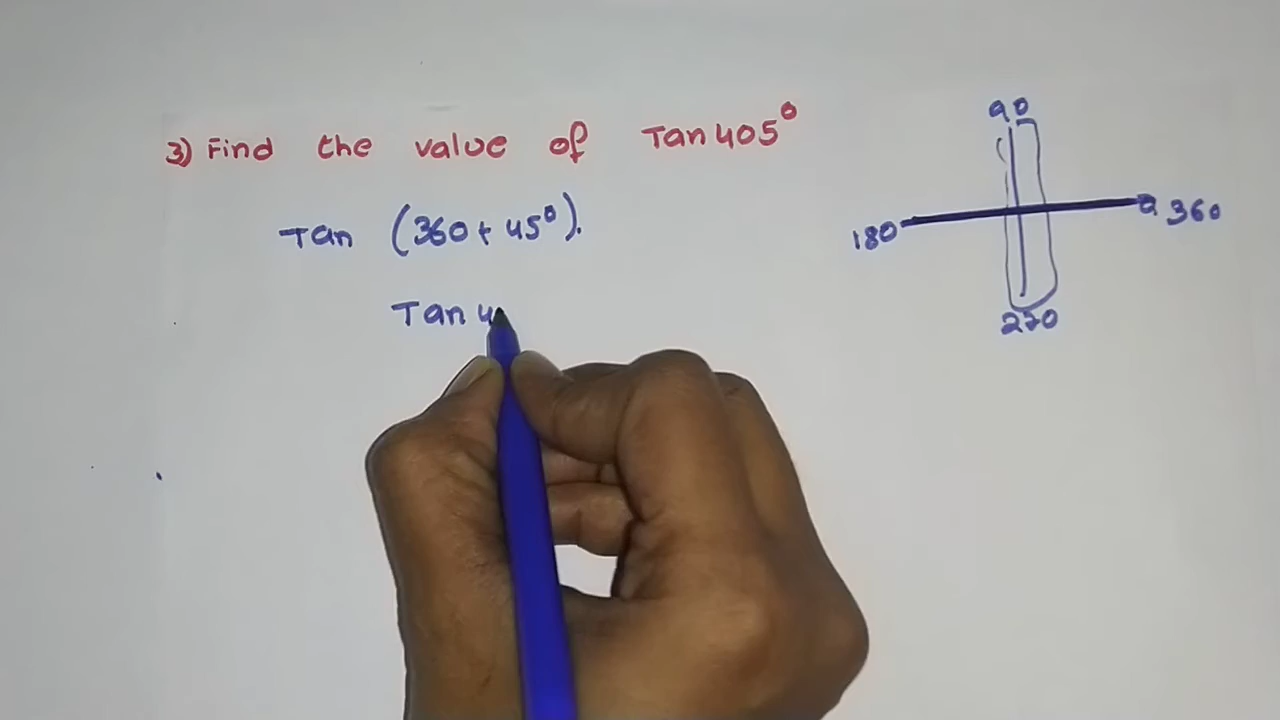 3) Find the value of Tan 405°
Tan (360 + 45°).
Tan 4
90
180
360
270